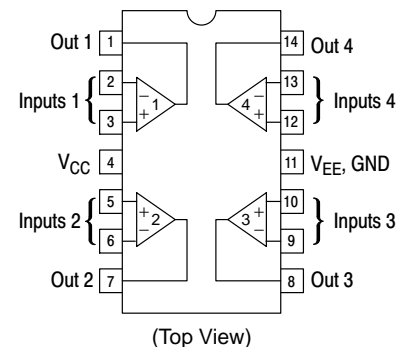 Out 1 1 14 Out 4
2 − − 13
Inputs 1 { 1 4 } Inputs 4
3 + + 12
VCC 4 11 VEE, GND
5 + + 10
Inputs 2 { 2 3 } Inputs 3
6 − − 9
Out 2 7 8 Out 3
(Top View)